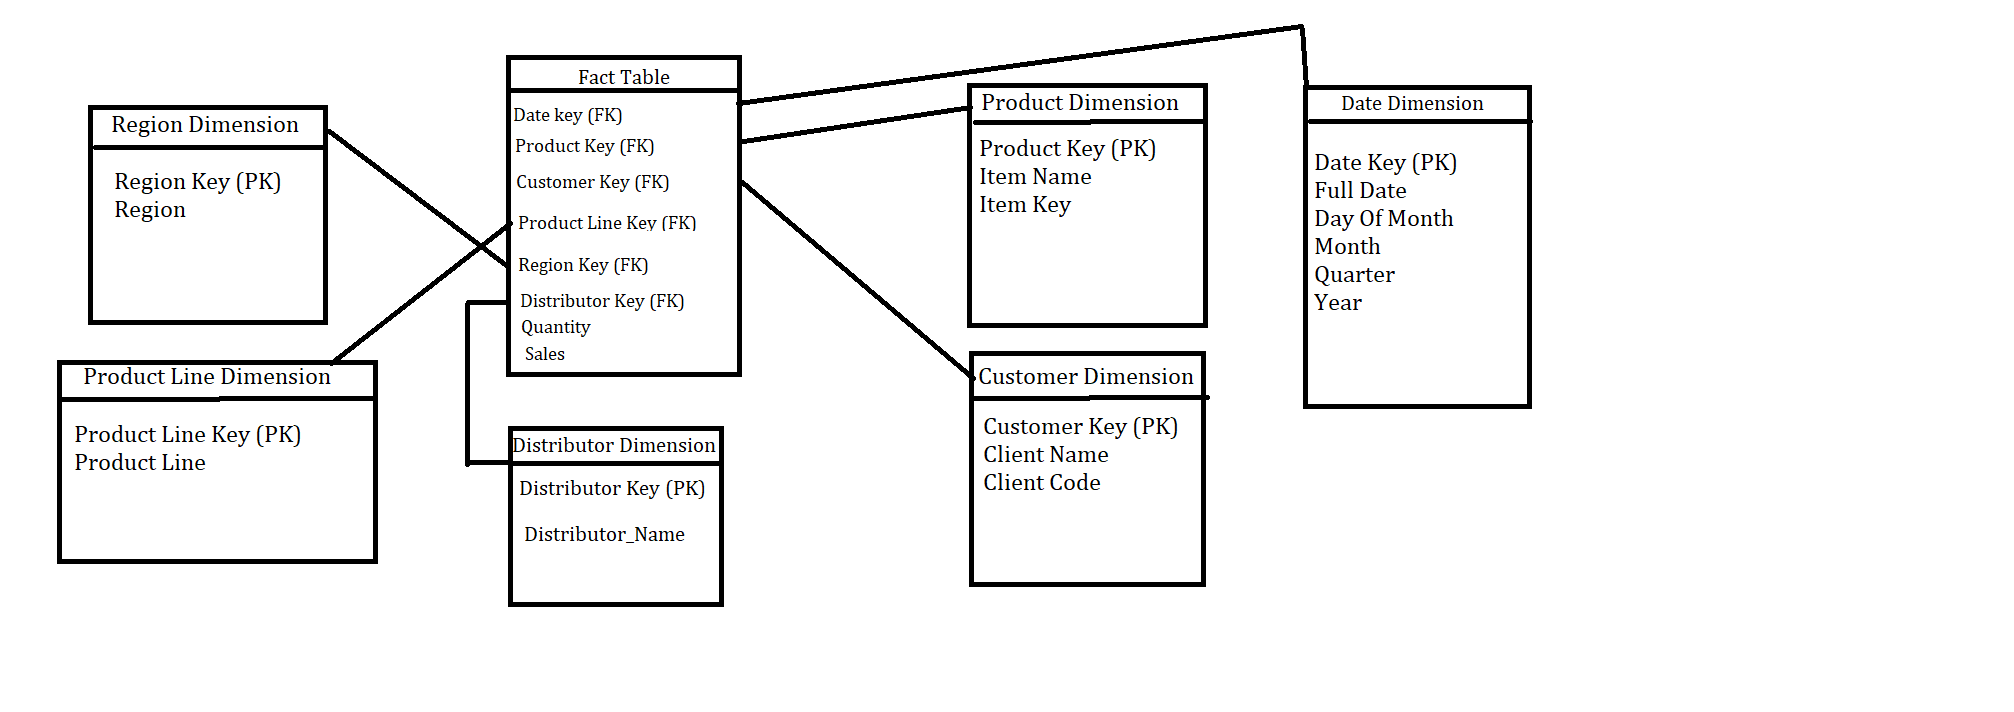 Fact Table
Date key (FK)
Product Key (FK)
Customer Key (FK)
Product Line Key (FK)
Region Key (FK)
Distributor Key (FK)
Quantity
Sales
Region Dimension
Region Key (PK)
Region
Product Line Dimension
Product Line Key (PK)
Product Line
Distributor Dimension
Distributor Key (PK)
Distributor_Name
Product Dimension
Product Key (PK)
Item Name
Item Key
Customer Dimension
Customer Key (PK)
Client Name
Client Code
Date Dimension
Date Key (PK)
Full Date
Day Of Month
Month
Quarter
Year